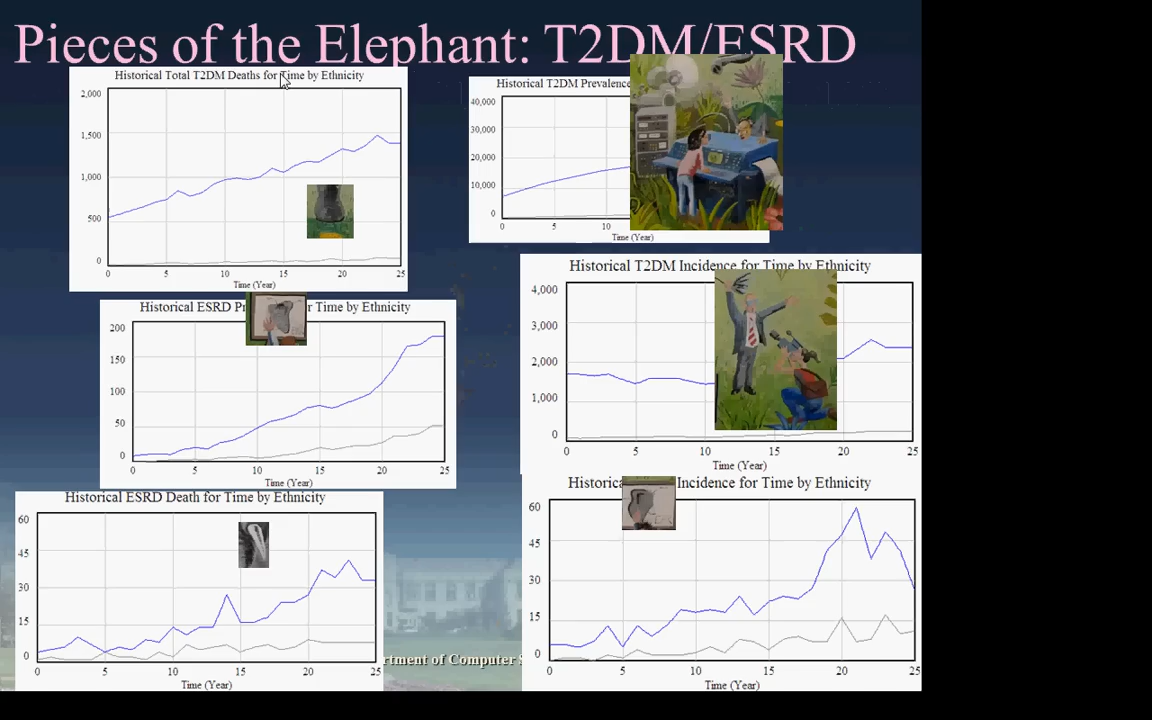 Pieces of the Elephant: T2DM/ESRD
Historical Total T2DM Deaths for Time by Ethnicity
2,000
1,500
1,000
500
0
0 5 10 15 20 25
Time (Year)
Historical T2DM Prevalence
40,000
30,000
20,000
10,000
0
0 5 10
Time (Year)
Historical ESRD Pr r Time by Ethnicity
200
150
100
50
0
0 5 10 15 20 25
Time (Year)
Historical T2DM Incidence for Time by Ethnicity
4,000
3,000
2,000
1,000
0
0 5 10 15 20 25
Time (Year)
Historical ESRD Death for Time by Ethnicity
60
45
30
15
0
0 5 10 15 20 25
Time (Year)
Historica Incidence for Time by Ethnicity
60
45
30
15
0
0 5 10 15 20 25
Time (Year)
rtment of Computer S